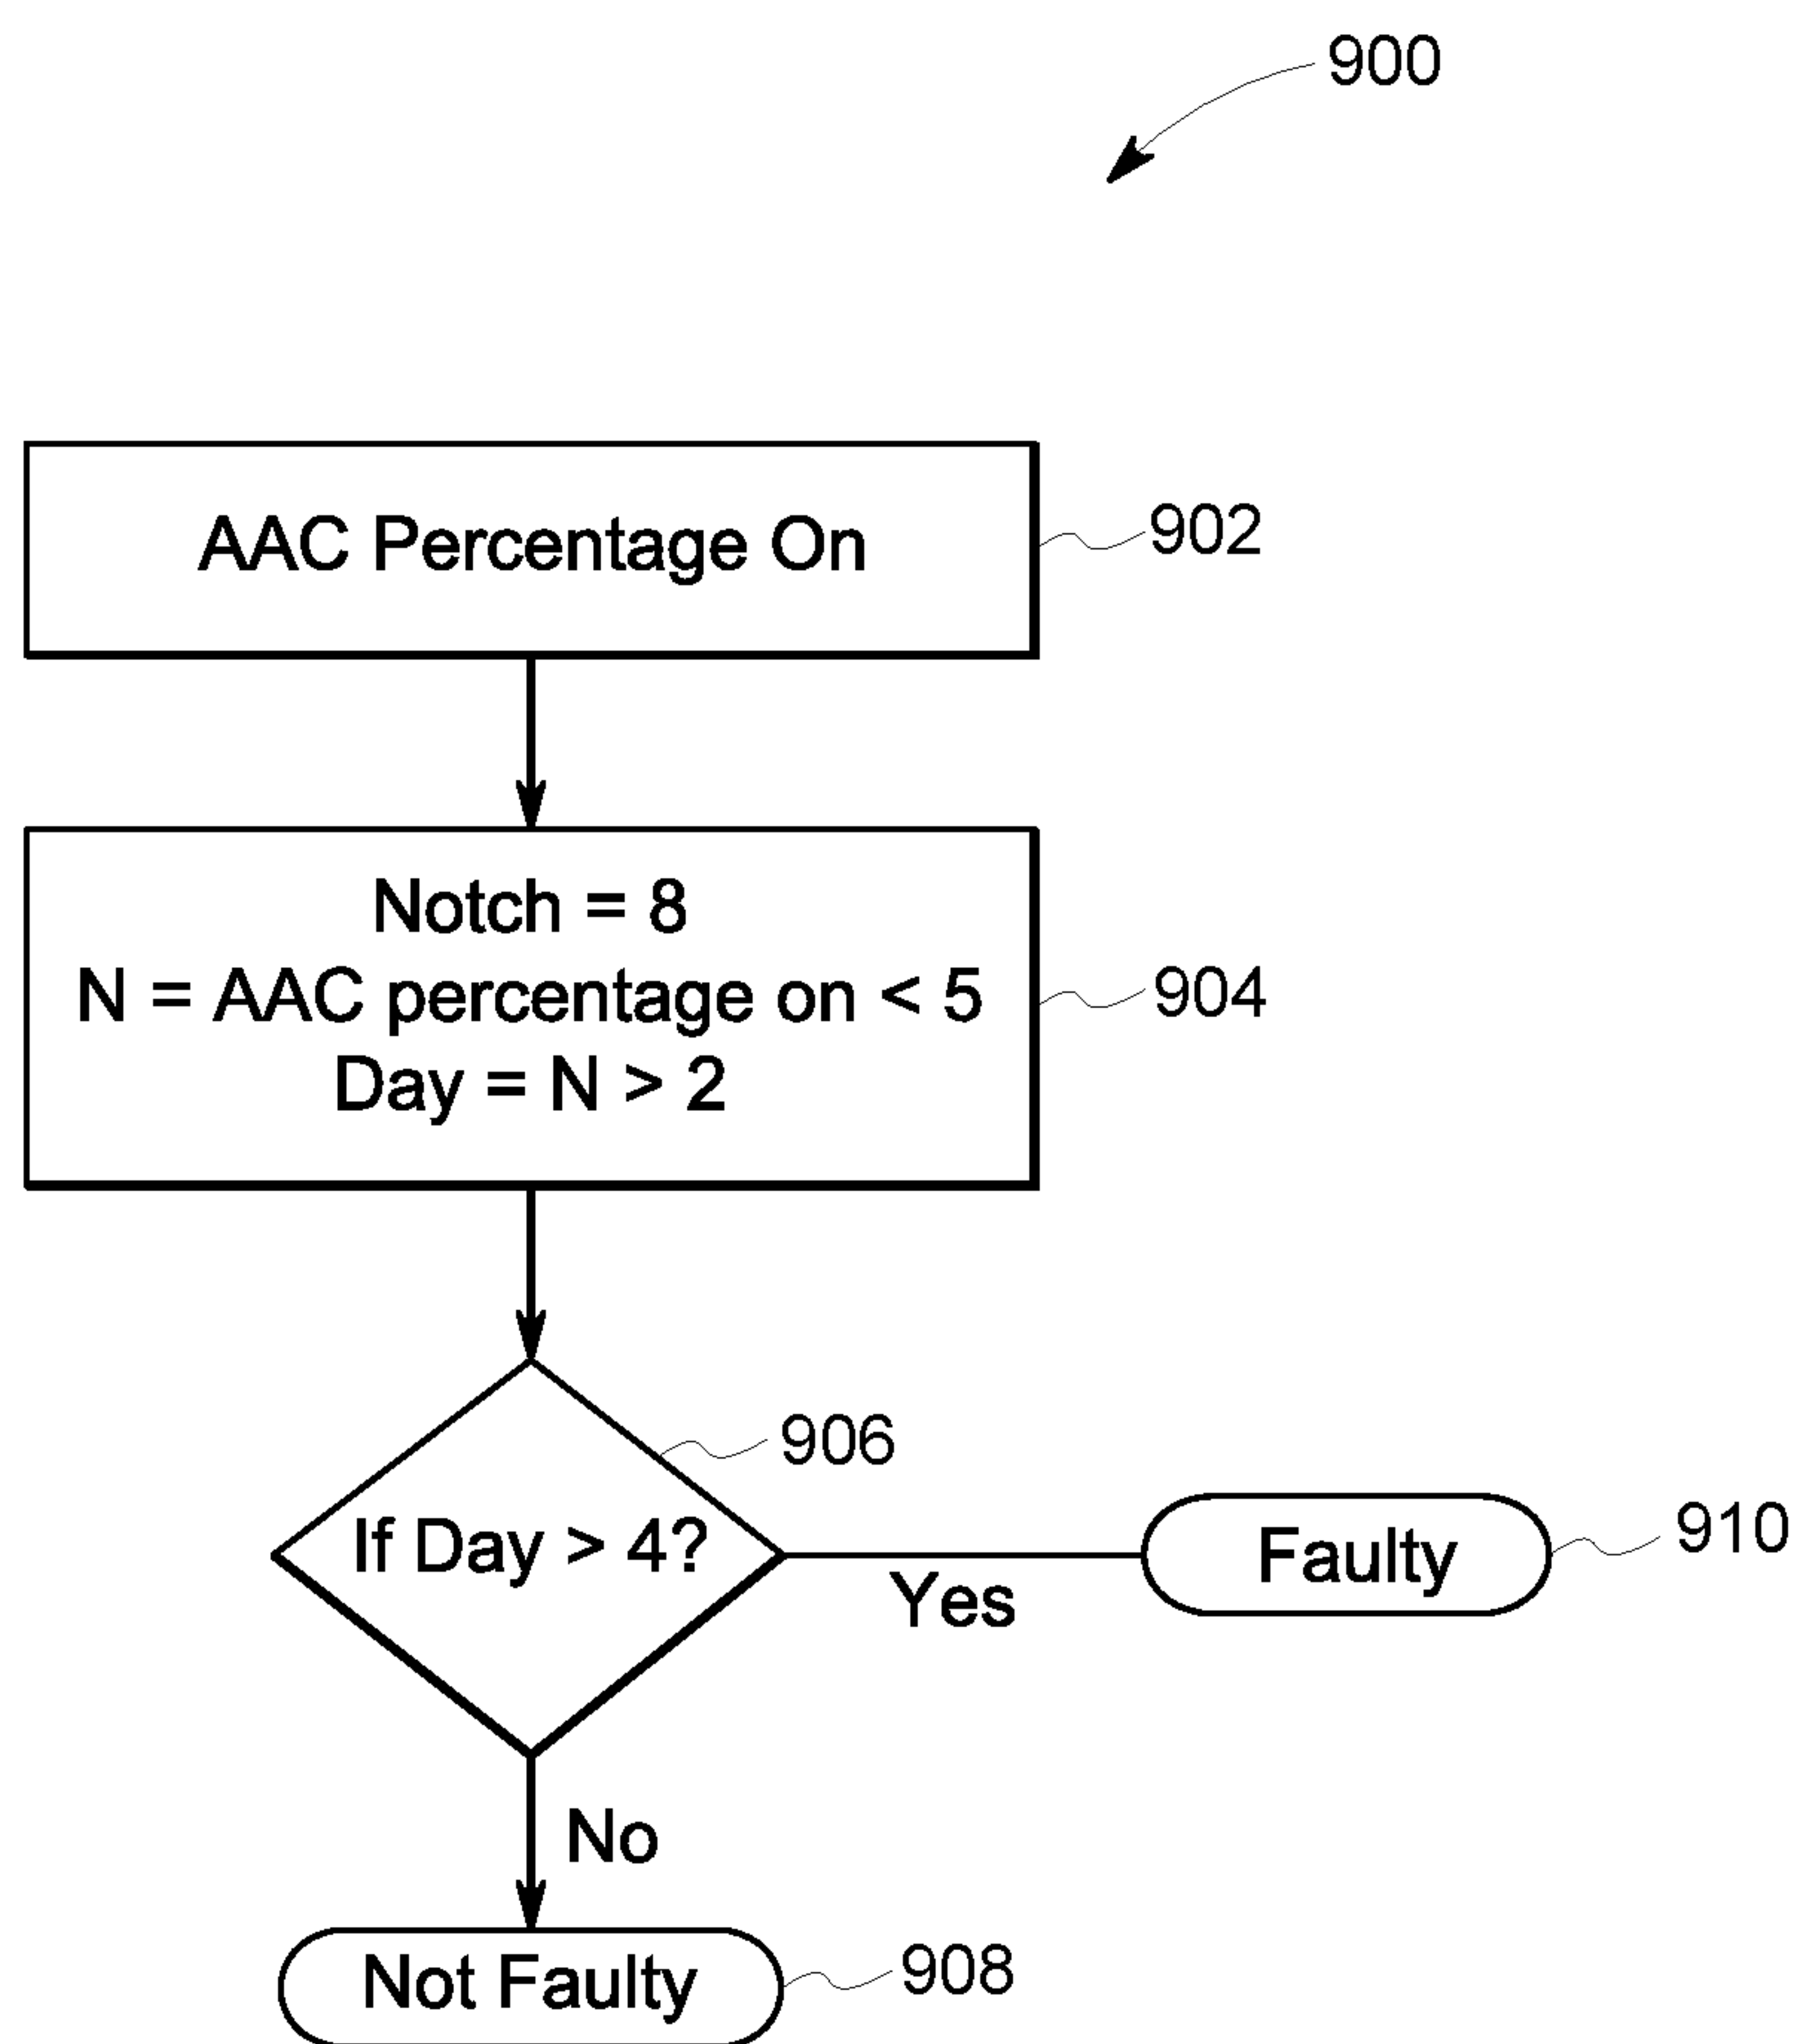 900
AAC Percentage On
902
Notch = 8
N = AAC percentage on < 5
Day = N > 2
904
906
If Day > 4?
Yes
Faulty
910
No
Not Faulty
908